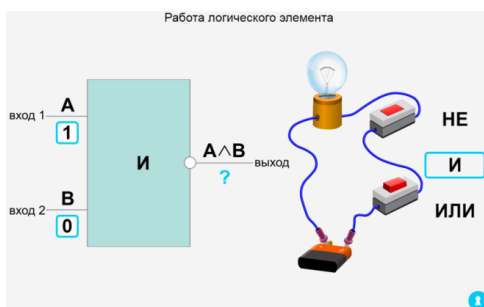 Работа логического элемента
вход 1
A
1
И
A∧B
?
выход
B
вход 2
0
НЕ
И
ИЛИ